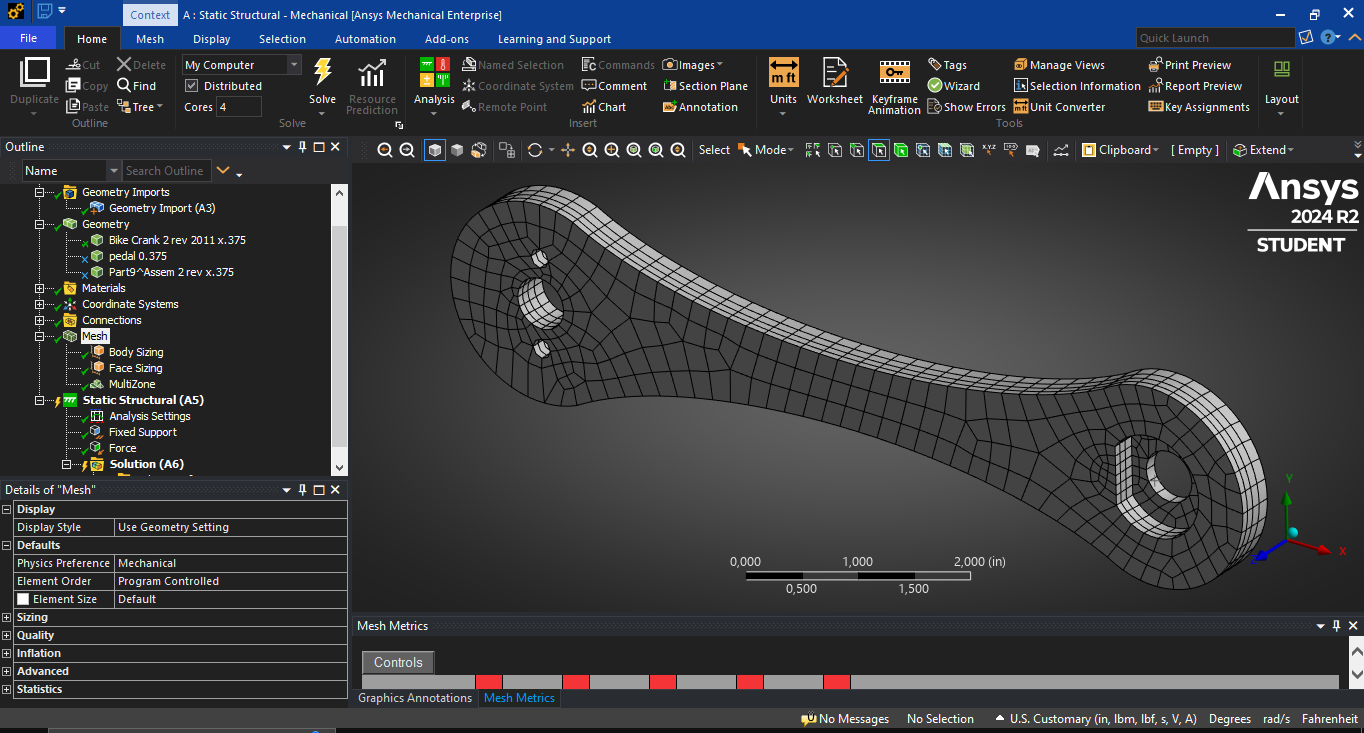 Context A : Static Structural - Mechanical [Ansys Mechanical Enterprise]
File Home Mesh Display Selection Automation Add-ons Learning and Support Quick Launch
Duplicate
Cut
Copy
Paste
Delete
Find
Tree
Outline
My Computer
Distributed
Cores 4
Solve
Resource
Prediction
Solve
Analysis
Named Selection
Coordinate System
Remote Point
Commands
Comment
Chart
Images
Section Plane
Annotation
Insert
m ft
Units
Worksheet
Keyframe
Animation
Tags
Wizard
Show Errors
Manage Views
Selection Information
Unit Converter
Print Preview
Report Preview
Key Assignments
Tools
Layout
Outline
Name Search Outline
Select Mode Clipboard [ Empty ] Extend
Geometry Imports
Geometry Import (A3)
Geometry
Bike Crank 2 rev 2011 x.375
pedal 0.375
Part9^Assem 2 rev x.375
Materials
Coordinate Systems
Connections
Mesh
Body Sizing
Face Sizing
MultiZone
Static Structural (A5)
Analysis Settings
Fixed Support
Force
Solution (A6)
Details of "Mesh"
Display
Display Style Use Geometry Setting
Defaults
Physics Preference Mechanical
Element Order Program Controlled
Element Size Default
Sizing
Quality
Inflation
Advanced
Statistics
Ansys
2024 R2
STUDENT
Y
X
0,000 1,000 2,000 (in)
0,500 1,500
Mesh Metrics
Controls
Graphics Annotations Mesh Metrics
No Messages No Selection U.S. Customary (in, lbm, lbf, s, V, A) Degrees rad/s Fahrenheit